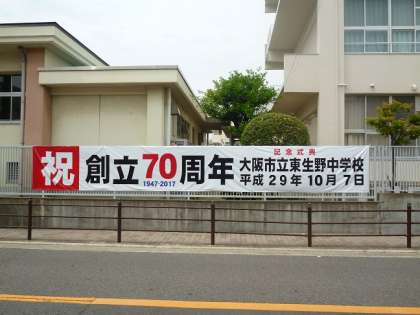 祝 創立70周年
1947-2017
記念式典
大阪市立東生野中学校
平成29年10月7日